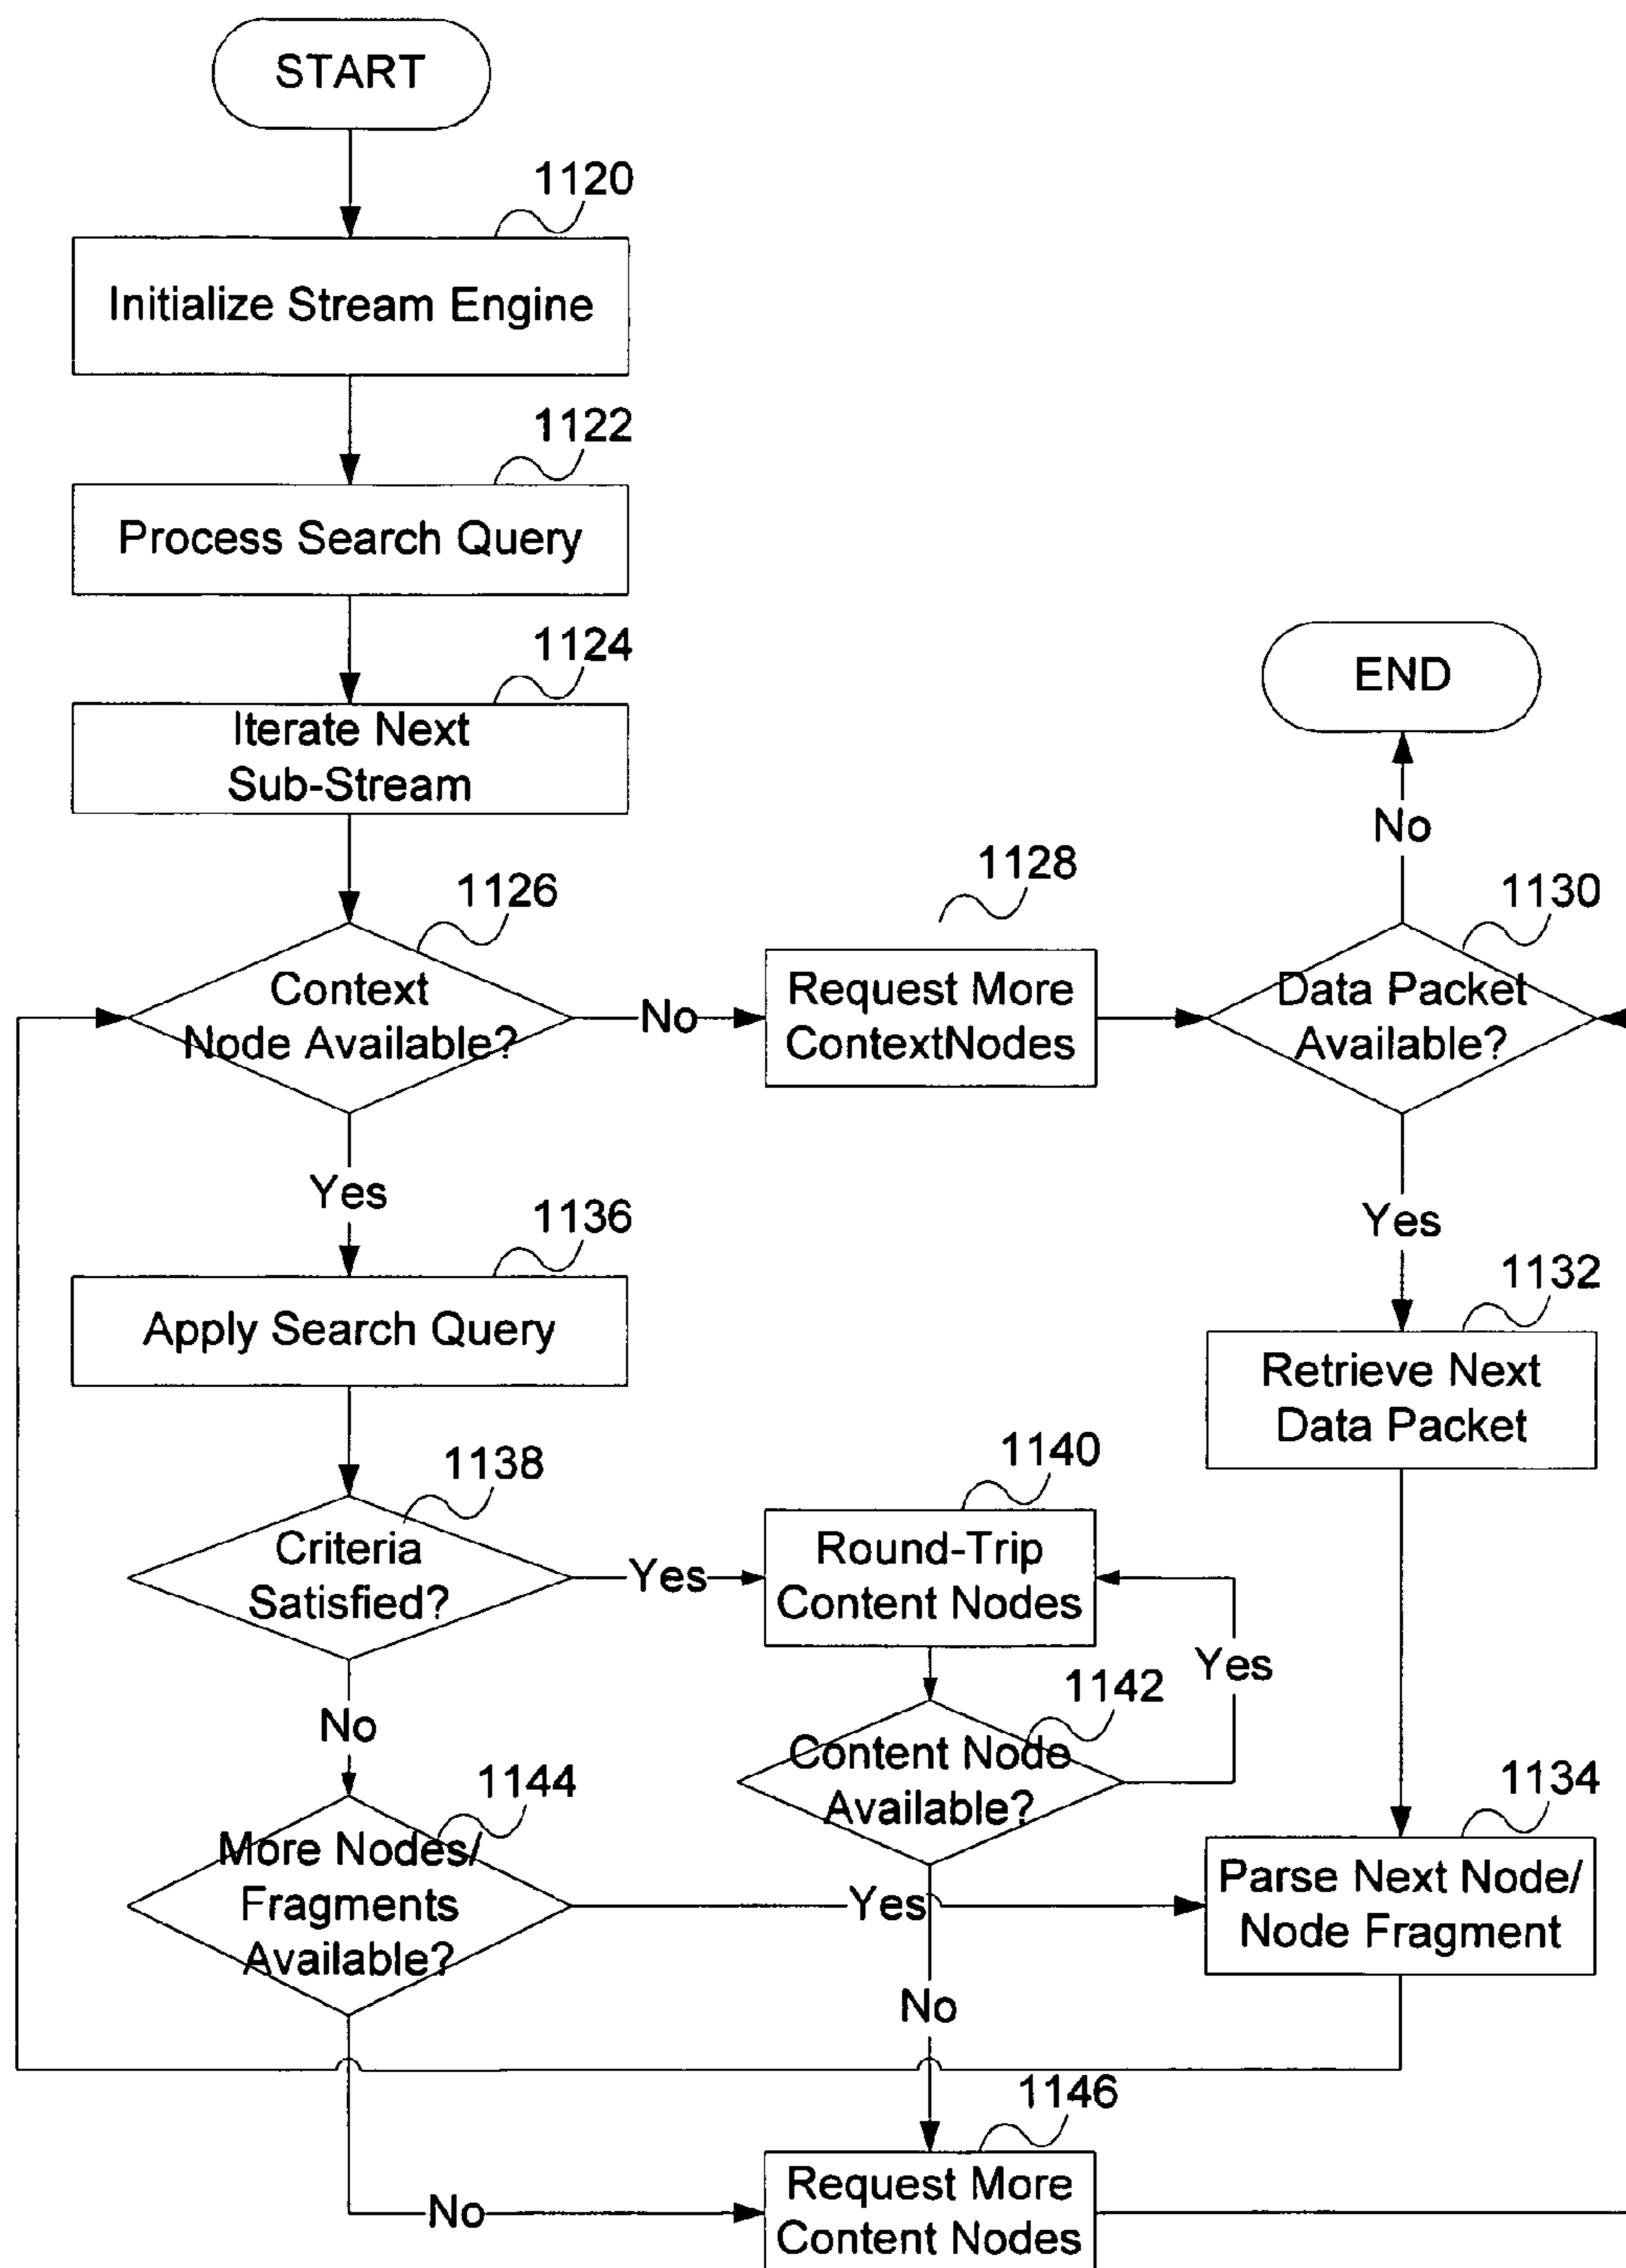 START
1120
Initialize Stream Engine
1122
Process Search Query
1124
Iterate Next
Sub-Stream
END
No
1126
Context
Node Available?
No
1128
Request More
ContextNodes
1130
Data Packet
Available?
Yes
Yes
1136
Apply Search Query
1132
Retrieve Next
Data Packet
1138
Criteria
Satisfied?
Yes
1140
Round-Trip
Content Nodes
Yes
No
1142
Content Node
Available?
1144
More Nodes/
Fragments
Available?
Yes
1134
Parse Next Node/
Node Fragment
No
1146
No
Request More
Content Nodes